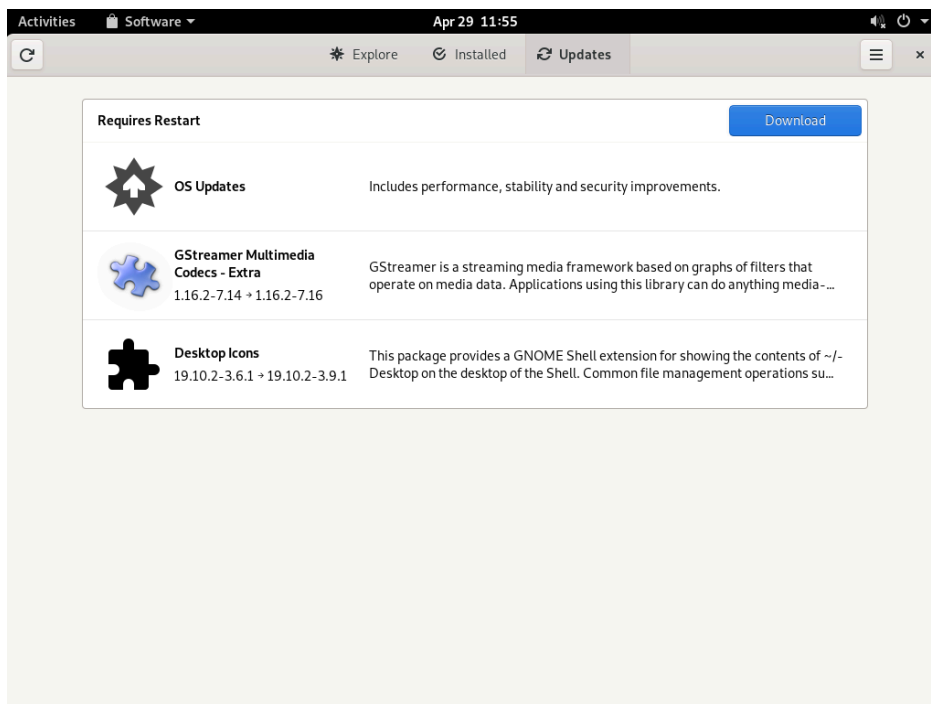 Activities Software Apr 29 11:55
Explore Installed Updates
Requires Restart Download
OS Updates Includes performance, stability and security improvements.
GStreamer Multimedia
Codecs - Extra
1.16.2-7.14 → 1.16.2-7.16
GStreamer is a streaming media framework based on graphs of filters that
operate on media data. Applications using this library can do anything media-...
Desktop Icons
19.10.2-3.6.1 → 19.10.2-3.9.1
This package provides a GNOME Shell extension for showing the contents of ~/-
Desktop on the desktop of the Shell. Common file management operations su...